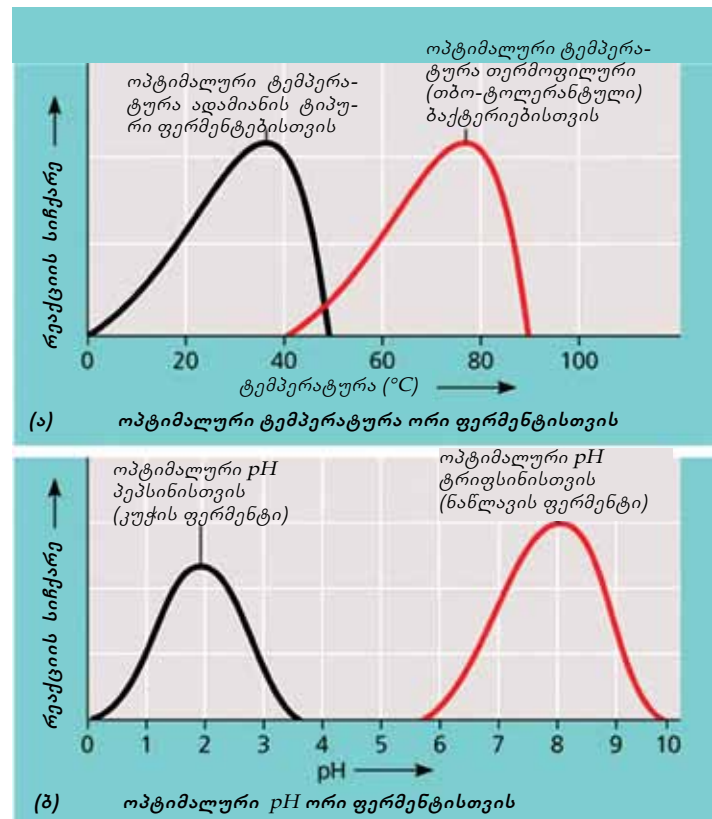 ოპტიმალური ტემპერა-
ტურა ადამიანის ტიპუ-
რი ფერმენტებისთვის
ოპტიმალური ტემპერა-
ტურა თერმოფილური
(თბო-ტოლერანტული)
ბაქტერიებისთვის
რეაქციის სიჩქარე
0 20 40 60 80 100
ტემპერატურა (°C)
(ა) ოპტიმალური ტემპერატურა ორი ფერმენტისთვის
ოპტიმალური pH
პეპსინისთვის
(კუჭის ფერმენტი)
ოპტიმალური pH
ტრიფსინისთვის
(ნაწლავის ფერმენტი)
რეაქციის სიჩქარე
0 1 2 3 4 5 6 7 8 9 10
pH
(ბ) ოპტიმალური pH ორი ფერმენტისთვის